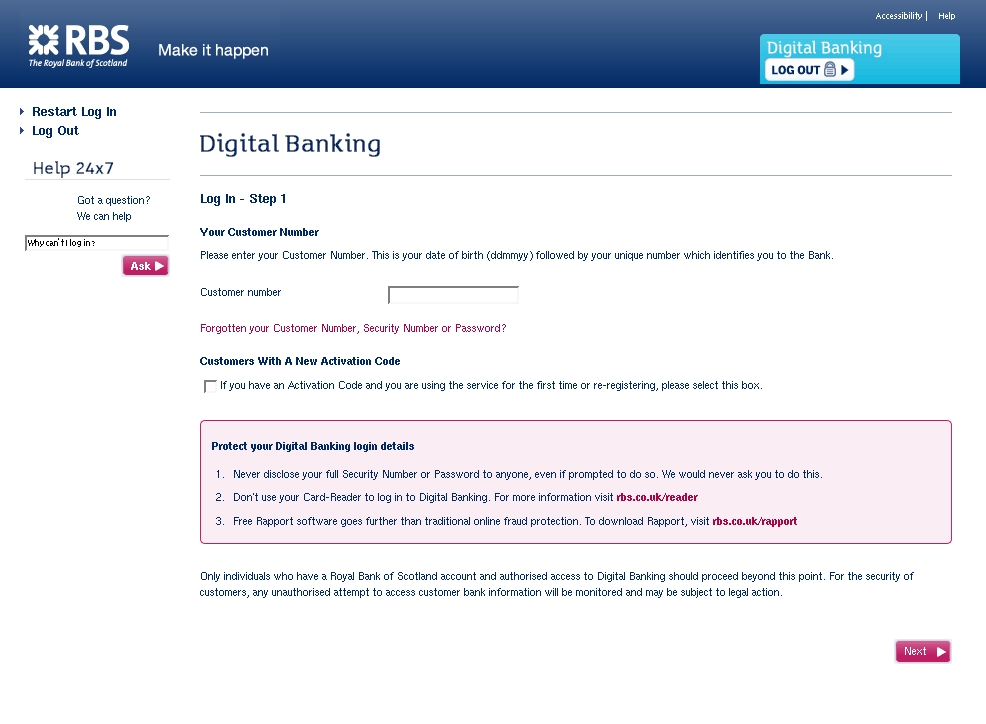 Accessibility | Help
RBS
The Royal Bank of Scotland
Make it happen
Digital Banking
LOG OUT
Restart Log In
Log Out
Help 24x7
Got a question?
We can help
Why can't I log in?
Ask
Digital Banking
Log In - Step 1
Your Customer Number
Please enter your Customer Number. This is your date of birth (ddmmyy) followed by your unique number which identifies you to the Bank.
Customer number
Forgotten your Customer Number, Security Number or Password?
Customers With A New Activation Code
If you have an Activation Code and you are using the service for the first time or re-registering, please select this box.
Protect your Digital Banking login details
1. Never disclose your full Security Number or Password to anyone, even if prompted to do so. We would never ask you to do this.
2. Don't use your Card-Reader to log in to Digital Banking. For more information visit rbs.co.uk/reader
3. Free Rapport software goes further than traditional online fraud protection. To download Rapport, visit rbs.co.uk/rapport
Only individuals who have a Royal Bank of Scotland account and authorised access to Digital Banking should proceed beyond this point. For the security of
customers, any unauthorised attempt to access customer bank information will be monitored and may be subject to legal action.
Next